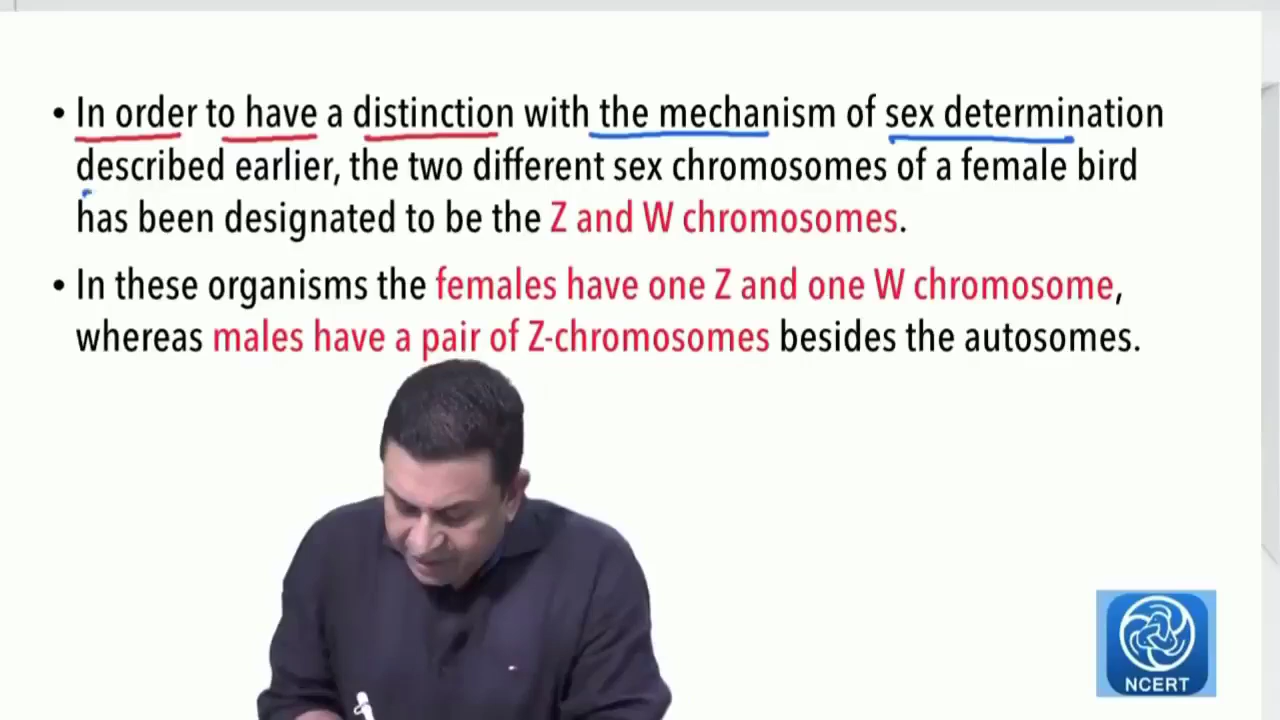 • In order to have a distinction with the mechanism of sex determination
described earlier, the two different sex chromosomes of a female bird
has been designated to be the Z and W chromosomes.
• In these organisms the females have one Z and one W chromosome,
whereas males have a pair of Z-chromosomes besides the autosomes.
NCERT